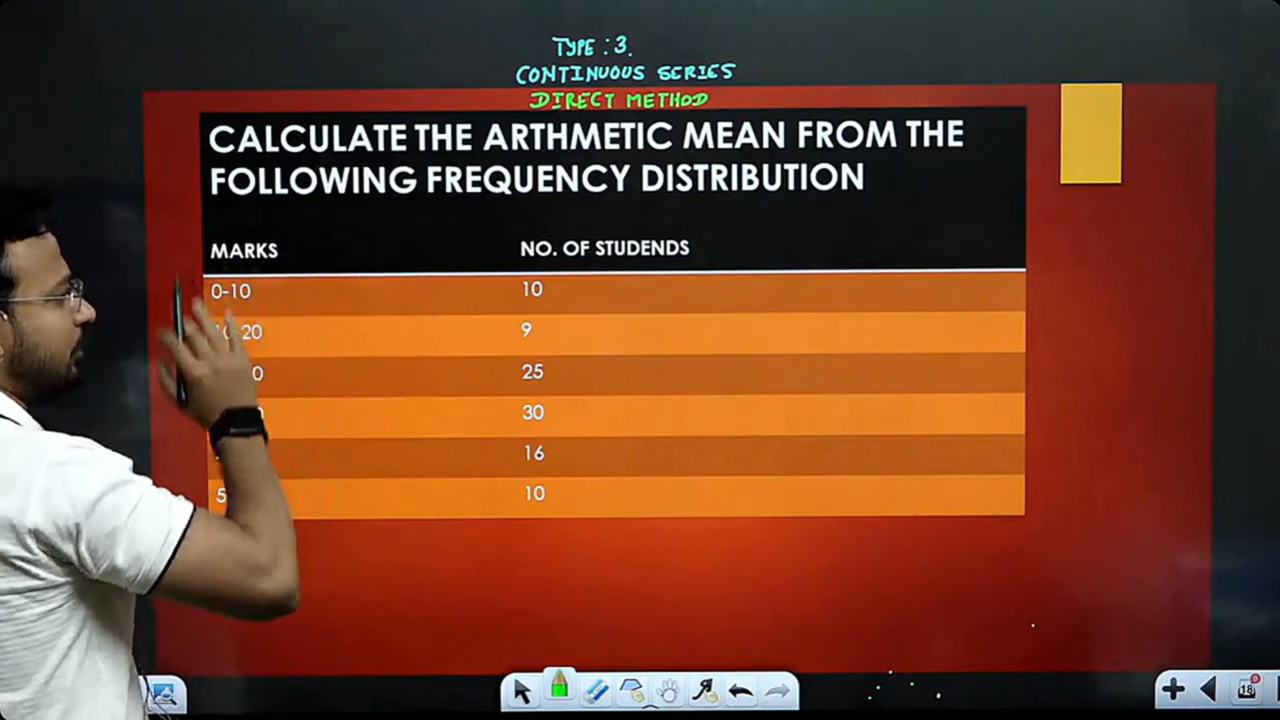 TYPE : 3.
CONTINUOUS SERIES
DIRECT METHOD
CALCULATE THE ARTHMETIC MEAN FROM THE
FOLLOWING FREQUENCY DISTRIBUTION
MARKS NO. OF STUDENDS
0-10 10
20 9
25
30
16
10
18